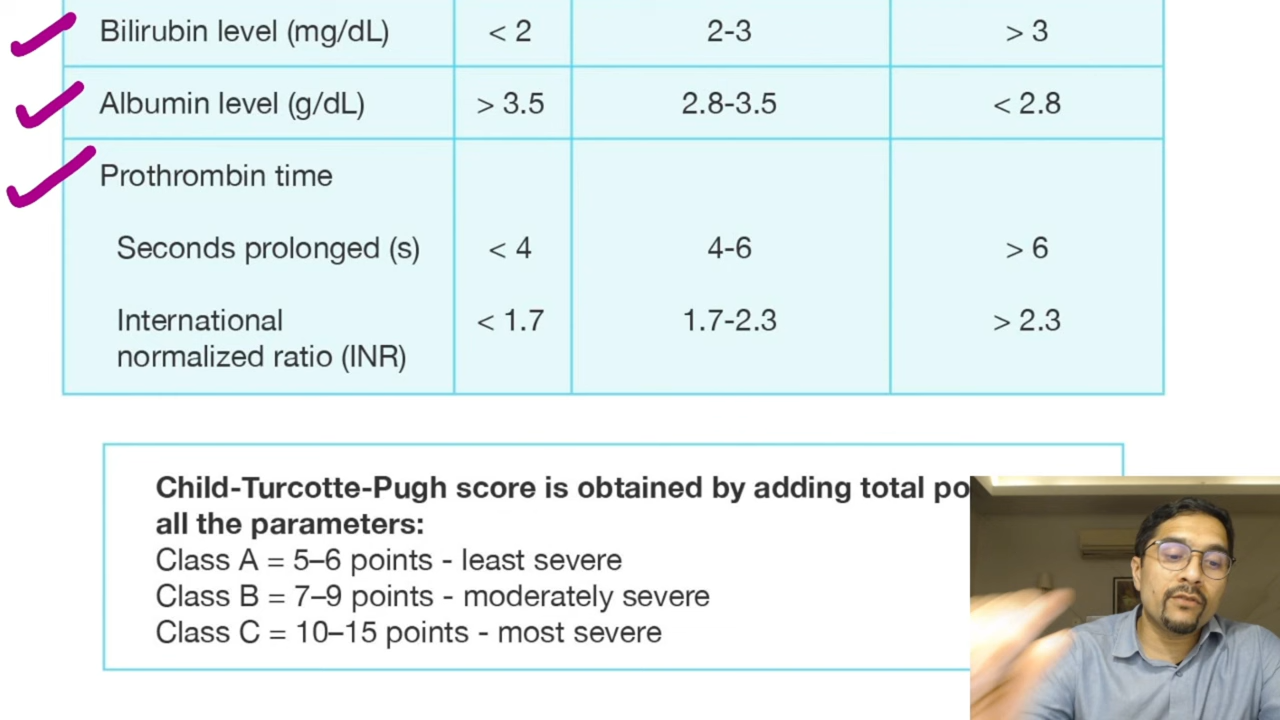 Bilirubin level (mg/dL) < 2 2-3 > 3
Albumin level (g/dL) > 3.5 2.8-3.5 < 2.8
Prothrombin time
Seconds prolonged (s) < 4 4-6 > 6
International
normalized ratio (INR) < 1.7 1.7-2.3 > 2.3
Child-Turcotte-Pugh score is obtained by adding total
all the parameters:
Class A = 5–6 points - least severe
Class B = 7–9 points - moderately severe
Class C = 10–15 points - most severe